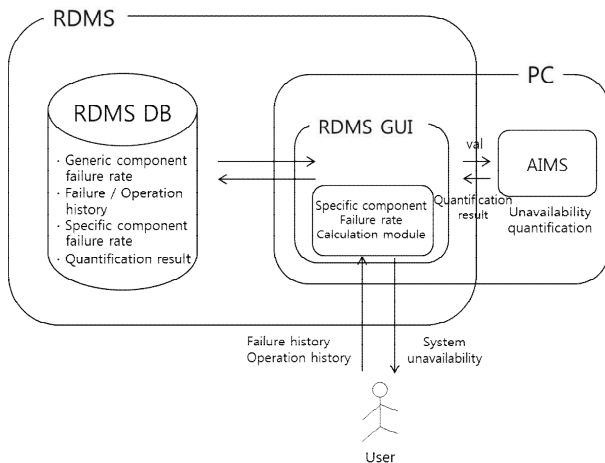 RDMS
PC
RDMS DB
· Generic component
failure rate
· Failure / Operation
history
· Specific component
failure rate
· Quantification result
RDMS GUI
Specific component
Failure rate
Calculation module
val
Quantification
result
AIMS
Unavailability
quantification
Failure history
Operation history
System
unavailability
User